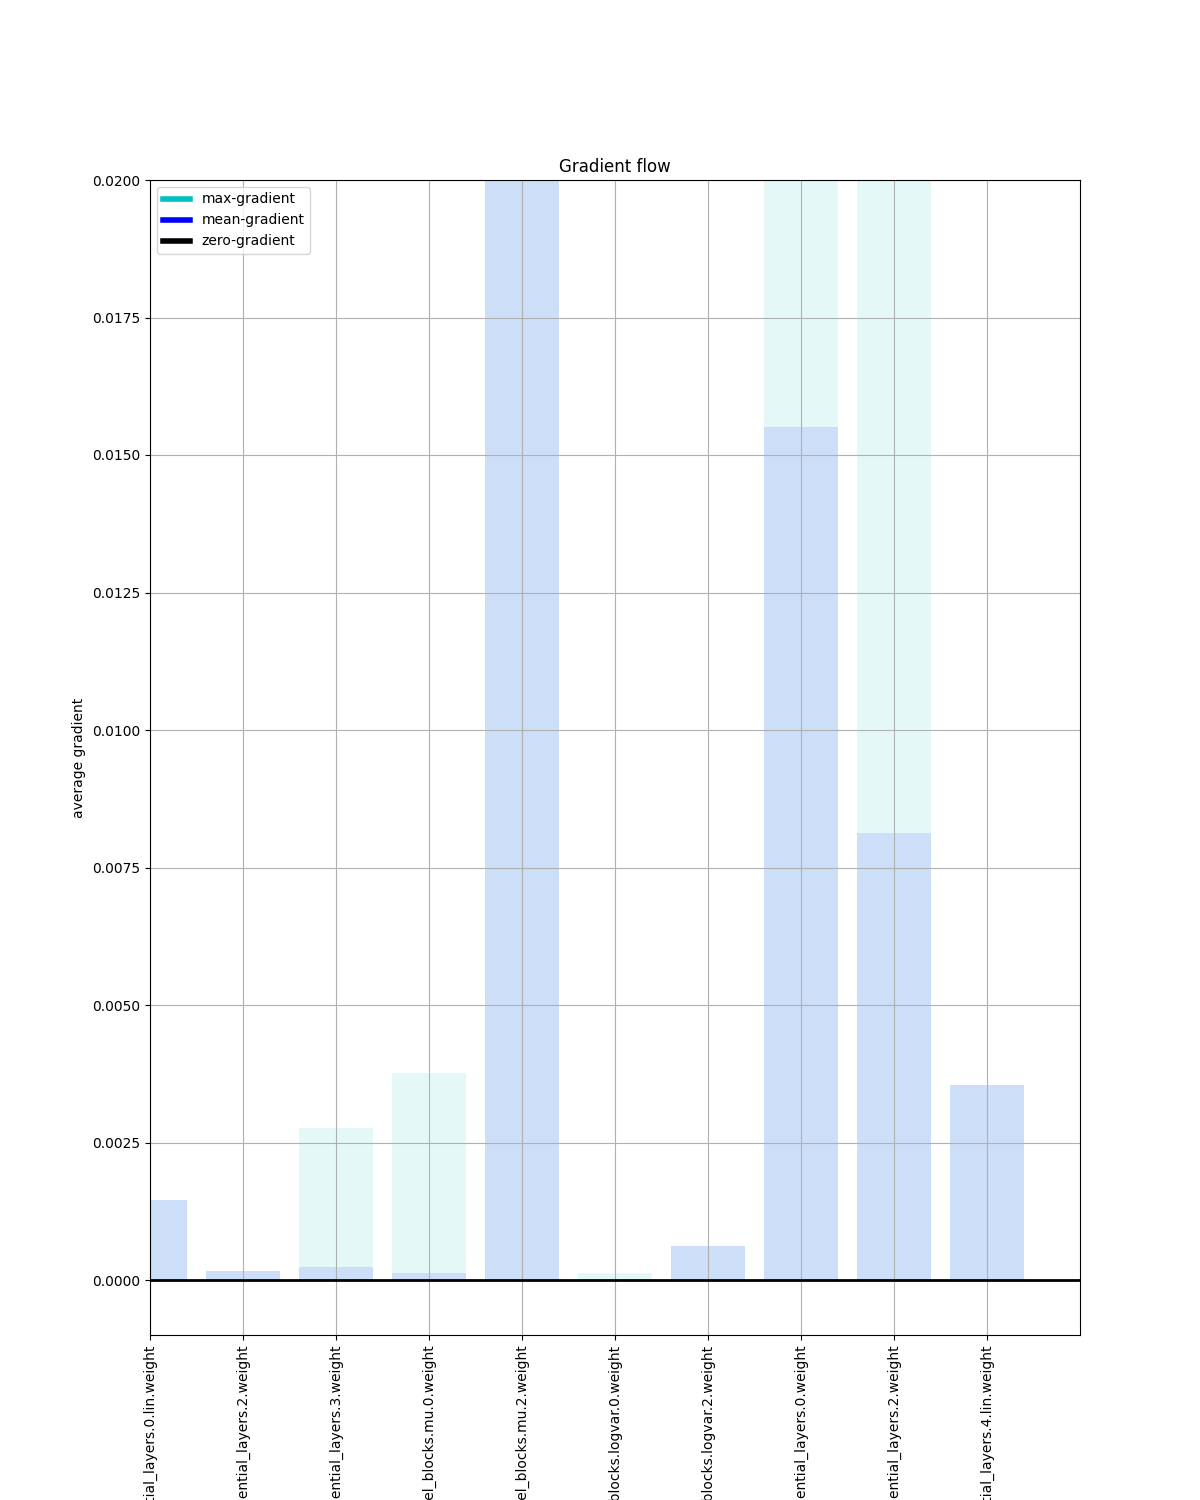 Gradient flow
max-gradient
mean-gradient
zero-gradient
0.0200
0.0175
0.0150
0.0125
0.0100
0.0075
0.0050
0.0025
0.0000
average gradient
tial_layers.0.lin.weight
ential_layers.2.weight
ential_layers.3.weight
el_blocks.mu.0.weight
el_blocks.mu.2.weight
blocks.logvar.0.weight
blocks.logvar.2.weight
ential_layers.0.weight
ential_layers.2.weight
tial_layers.4.lin.weight